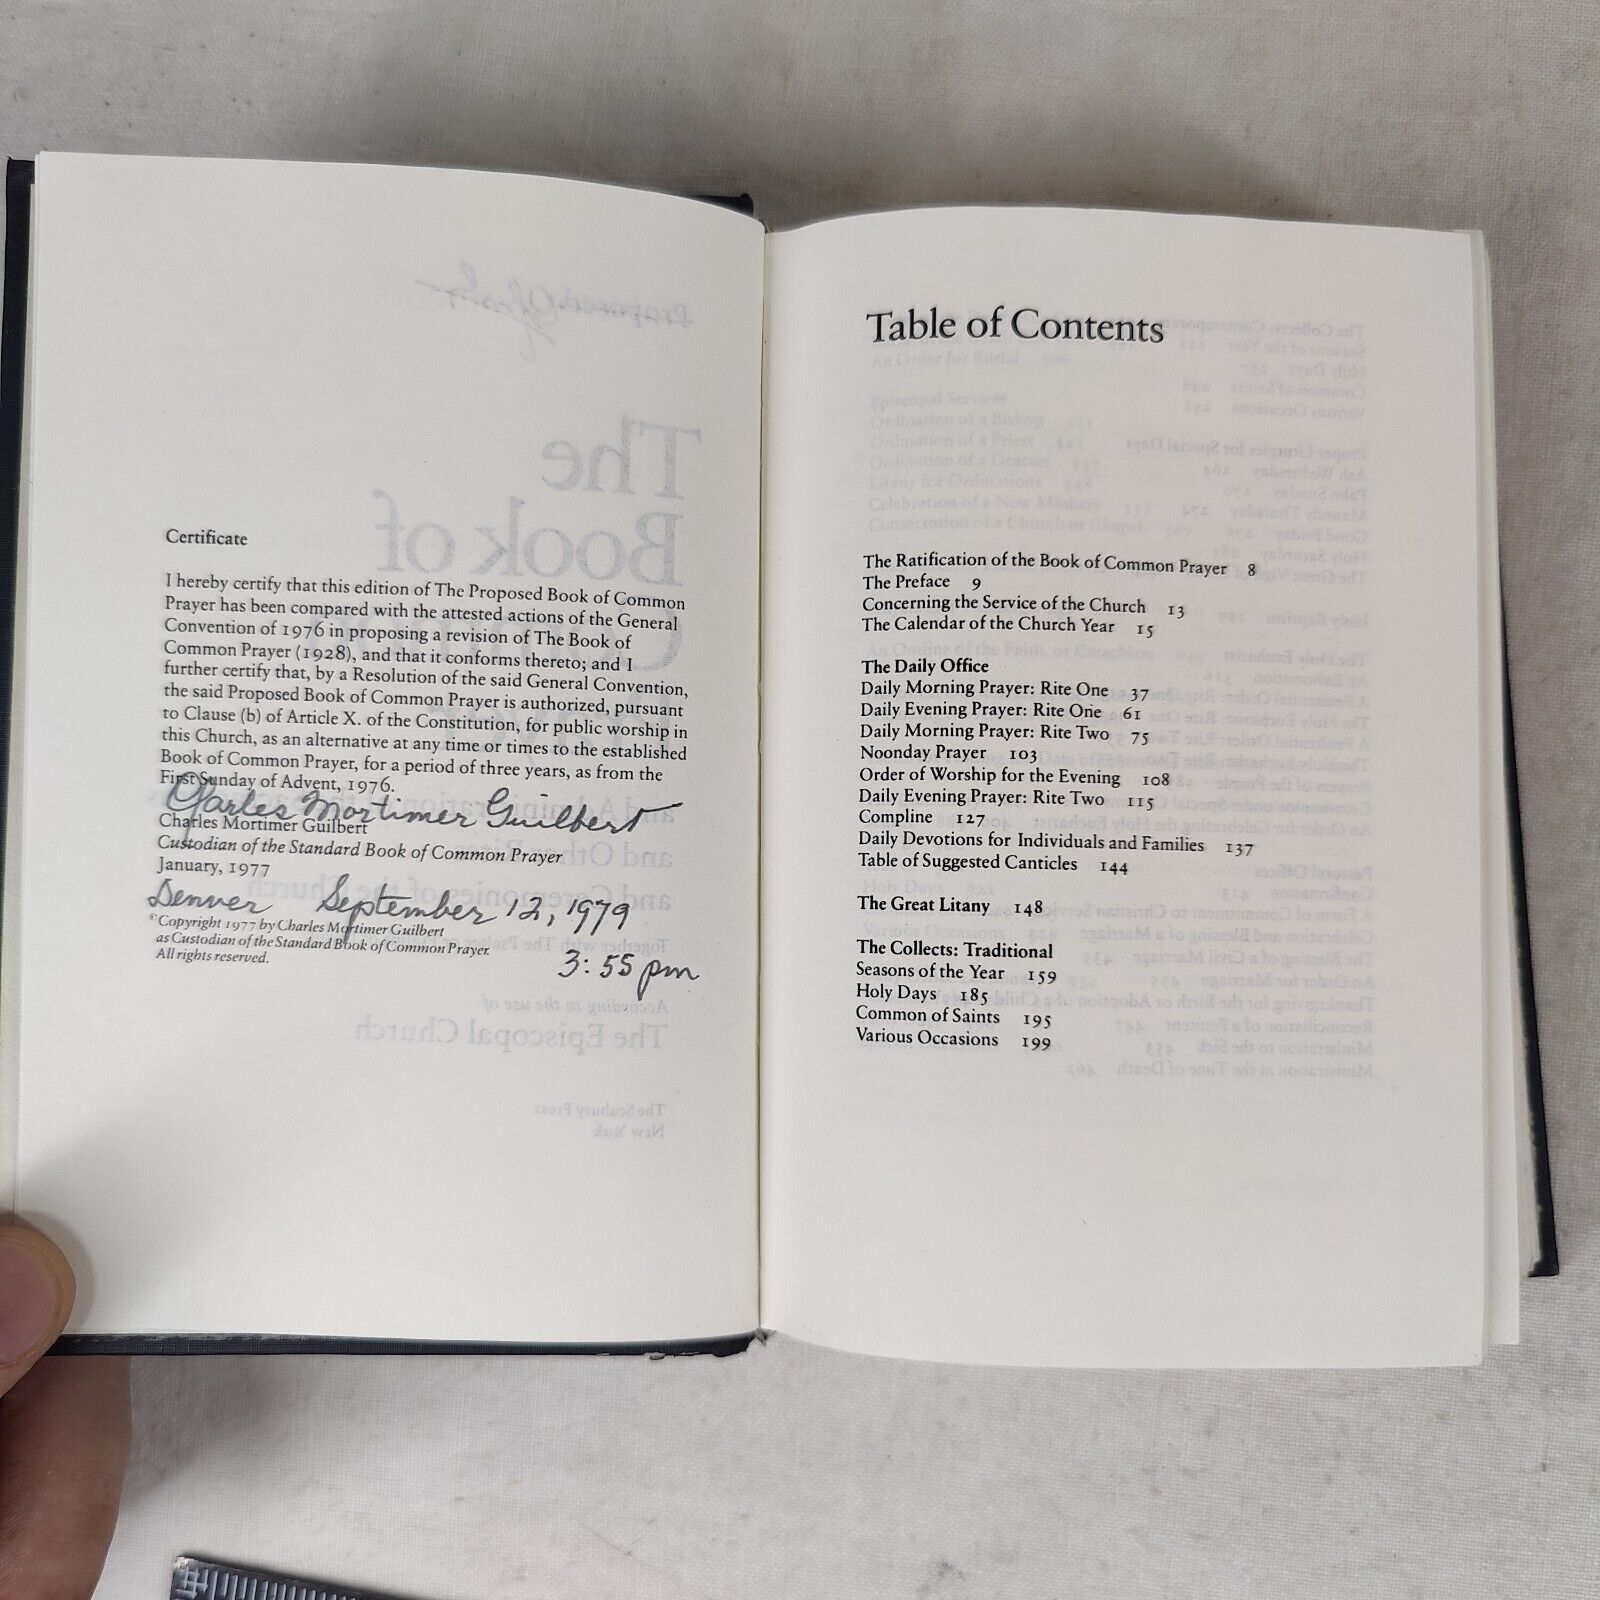 Certificate
I hereby certify that this edition of The Proposed Book of Common
Prayer has been compared with the attested actions of the General
Convention of 1976 in proposing a revision of The Book of
Common Prayer (1928), and that it conforms thereto; and I
further certify that, by a Resolution of the said General Convention,
the said Proposed Book of Common Prayer is authorized, pursuant
to Clause (b) of Article X. of the Constitution, for public worship in
this Church, as an alternative at any time or times to the established
Book of Common Prayer, for a period of three years, as from the
First Sunday of Advent, 1976.
Charles Mortimer Guilbert
Charles Mortimer Guilbert
Custodian of the Standard Book of Common Prayer
January, 1977
Denver September 12, 1979
©Copyright 1977 by Charles Mortimer Guilbert
as Custodian of the Standard Book of Common Prayer.
All rights reserved.
3:55 pm
Table of Contents
The Ratification of the Book of Common Prayer 8
The Preface 9
Concerning the Service of the Church 13
The Calendar of the Church Year 15
The Daily Office
Daily Morning Prayer: Rite One 37
Daily Evening Prayer: Rite One 61
Daily Morning Prayer: Rite Two 75
Noonday Prayer 103
Order of Worship for the Evening 108
Daily Evening Prayer: Rite Two 115
Compline 127
Daily Devotions for Individuals and Families 137
Table of Suggested Canticles 144
The Great Litany 148
The Collects: Traditional
Seasons of the Year 159
Holy Days 185
Common of Saints 195
Various Occasions 199